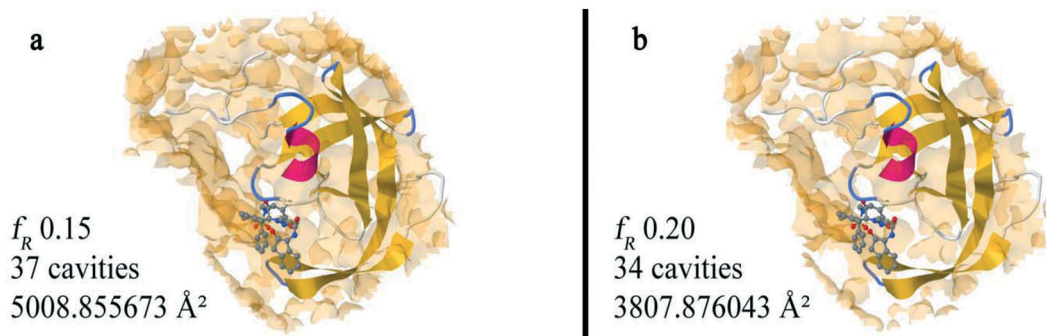 a
f_R 0.15
37 cavities
5008.855673 Å²
b
f_R 0.20
34 cavities
3807.876043 Å²